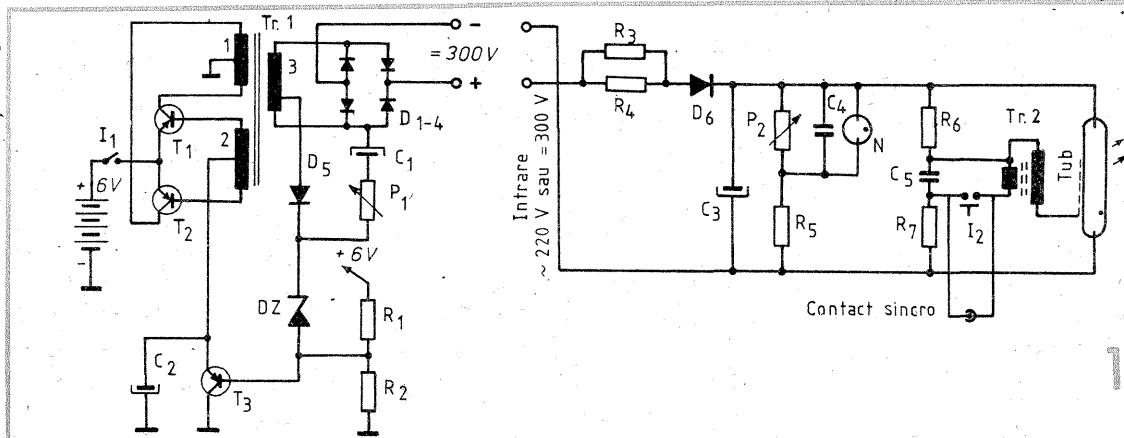 Tr. 1
1
2
3
−
= 300 V
+
I1
+ 6V
−
T1
T2
D1-4
D5
C1
P1
+ 6V
DZ
R1
R2
C2
T3
Intrare
~ 220 V sau = 300 V
R3
R4
D6
C3
P2
C4
N
R5
R6
C5
R7
I2
Tr. 2
Tub
Contact sincro
1